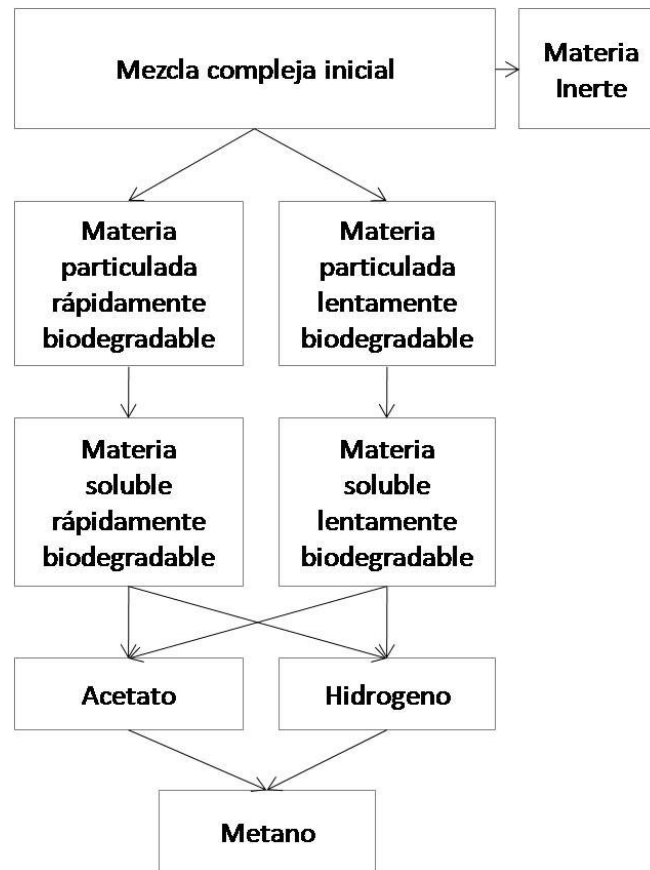 Mezcla compleja inicial
Materia
Inerte
Materia
particulada
rápidamente
biodegradable
Materia
particulada
lentamente
biodegradable
Materia
soluble
rápidamente
biodegradable
Materia
soluble
lentamente
biodegradable
Acetato
Hidrogeno
Metano